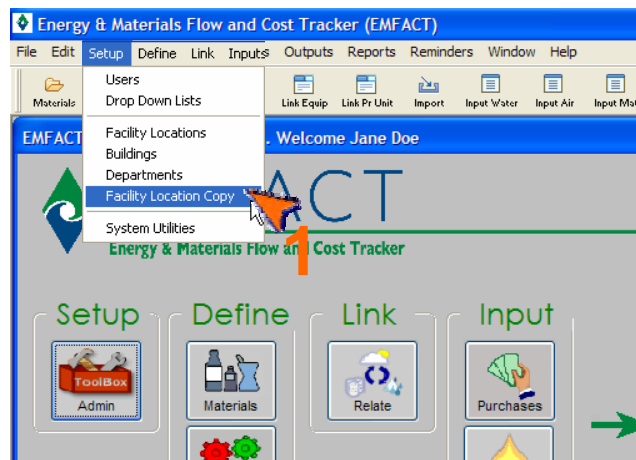 Energy & Materials Flow and Cost Tracker (EMFACT)
File Edit Setup Define Link Inputs Outputs Reports Reminders Window Help
Materials Link Equip Link Pr Unit Import Input Water Input Air Input Mat
Users
Drop Down Lists
Facility Locations
Buildings
Departments
Facility Location Copy
System Utilities
EMFACT . Welcome Jane Doe
ACT
1
Energy & Materials Flow and Cost Tracker
Setup Define Link Input
ToolBox
Admin Materials Relate Purchases